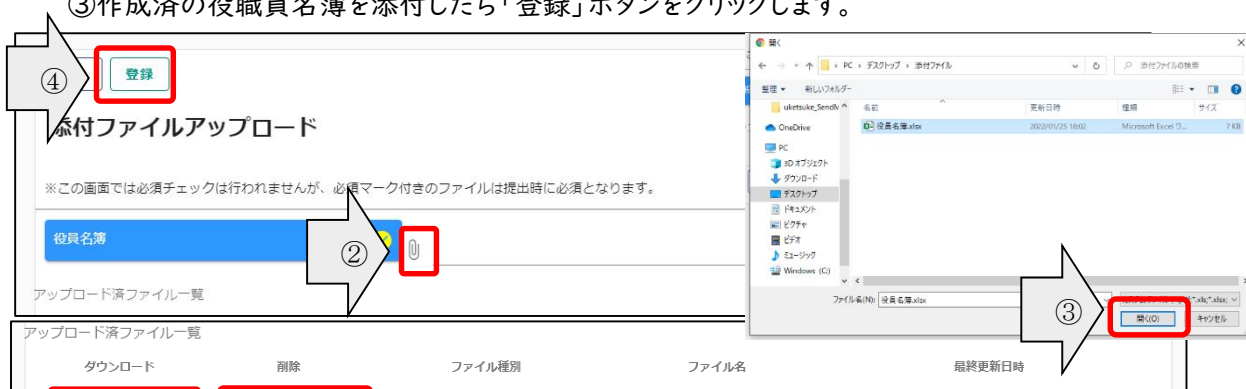 ③作成済の役職員名簿を添付したら「登録」ボタンをクリックします。
④
登録
添付ファイルアップロード
※この画面では必須チェックは行われませんが、必須マーク付きのファイルは提出時に必須となります。
役員名簿
②
アップロード済ファイル一覧
開く
PC › デスクトップ › 添付ファイル
添付ファイルの検索
整理 新しいフォルダー
名前 更新日時 種類 サイズ
uketsuke_SendM
OneDrive
役員名簿.xlsx 2022/01/25 18:02 Microsoft Excel ワ... 7 KB
PC
3D オブジェクト
ダウンロード
デスクトップ
ドキュメント
ピクチャ
ビデオ
ミュージック
Windows (C:)
ファイル名(N): 役員名簿.xlsx
*.xls;*.xlsx;
③
開く(O) キャンセル
アップロード済ファイル一覧
ダウンロード 削除 ファイル種別 ファイル名 最終更新日時